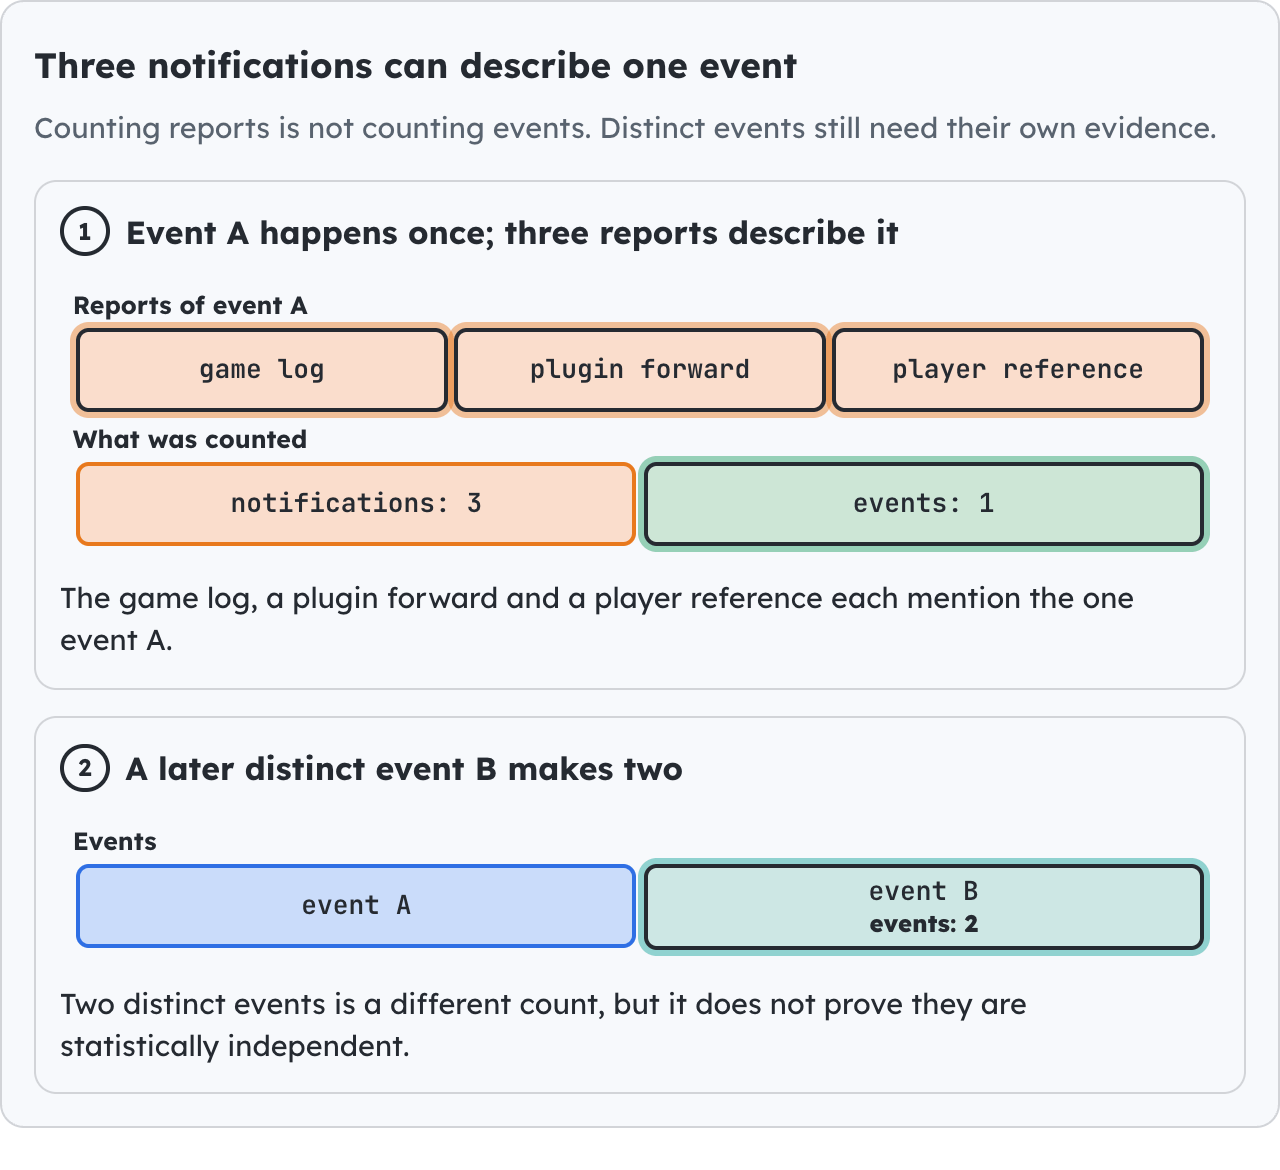 Three notifications can describe one event
Counting reports is not counting events. Distinct events still need their own evidence.
1 Event A happens once; three reports describe it
Reports of event A
game log plugin forward player reference
What was counted
notifications: 3 events: 1
The game log, a plugin forward and a player reference each mention the one
event A.
2 A later distinct event B makes two
Events
event A event B
events: 2
Two distinct events is a different count, but it does not prove they are
statistically independent.